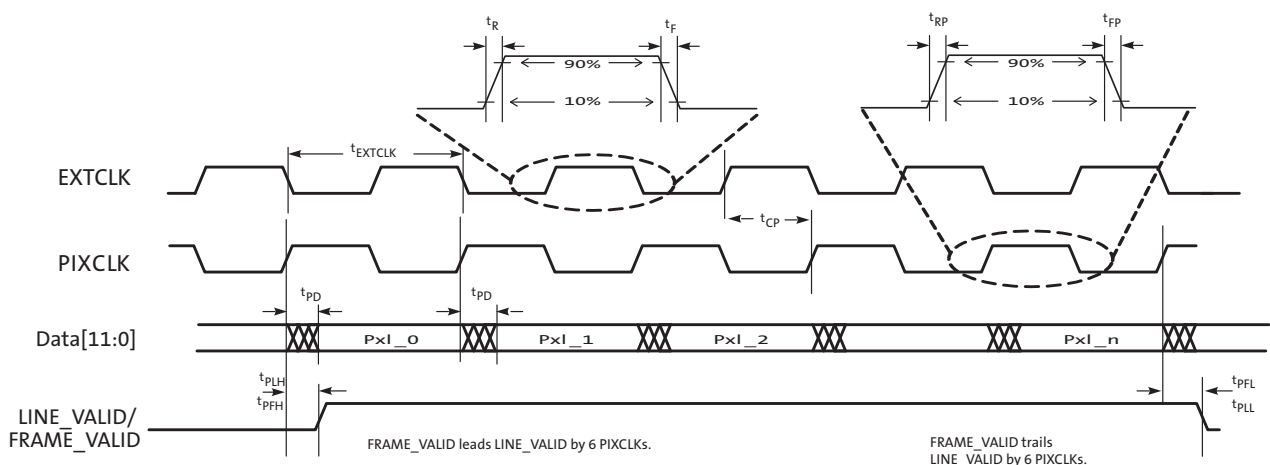 tR
tF
tRP
tFP
90%
90%
10%
10%
tEXTCLK
EXTCLK
tCP
PIXCLK
tPD
tPD
Data[11:0]
Pxl_0
Pxl_1
Pxl_2
Pxl_n
tPLH
tPFH
tPFL
tPLL
LINE_VALID/
FRAME_VALID
FRAME_VALID leads LINE_VALID by 6 PIXCLKs.
FRAME_VALID trails
LINE_VALID by 6 PIXCLKs.